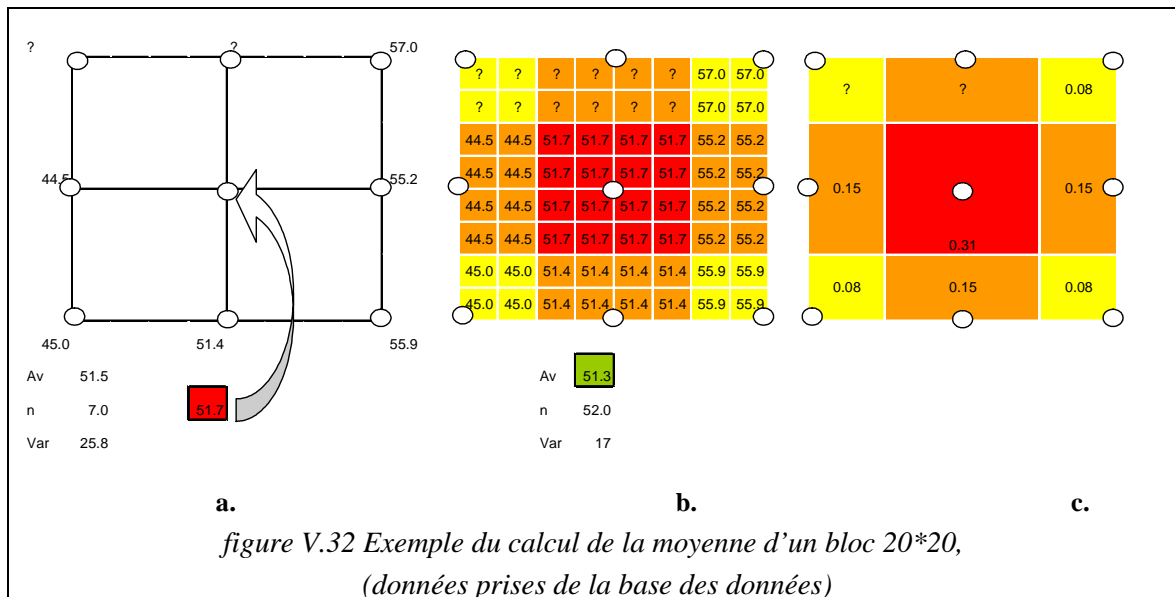 ? ? 57.0
44.5 55.2
45.0 51.4 55.9
Av 51.5
n 7.0 51.7
Var 25.8
? ? ? ? ? ? 57.0 57.0
? ? ? ? ? ? 57.0 57.0
44.5 44.5 51.7 51.7 51.7 51.7 55.2 55.2
44.5 44.5 51.7 51.7 51.7 51.7 55.2 55.2
44.5 44.5 51.7 51.7 51.7 51.7 55.2 55.2
44.5 44.5 51.7 51.7 51.7 51.7 55.2 55.2
45.0 45.0 51.4 51.4 51.4 51.4 55.9 55.9
45.0 45.0 51.4 51.4 51.4 51.4 55.9 55.9
Av 51.3
n 52.0
Var 17
? ? 0.08
0.15 0.15
0.31
0.08 0.15 0.08
a. b. c.
figure V.32 Exemple du calcul de la moyenne d’un bloc 20*20,
(données prises de la base des données)